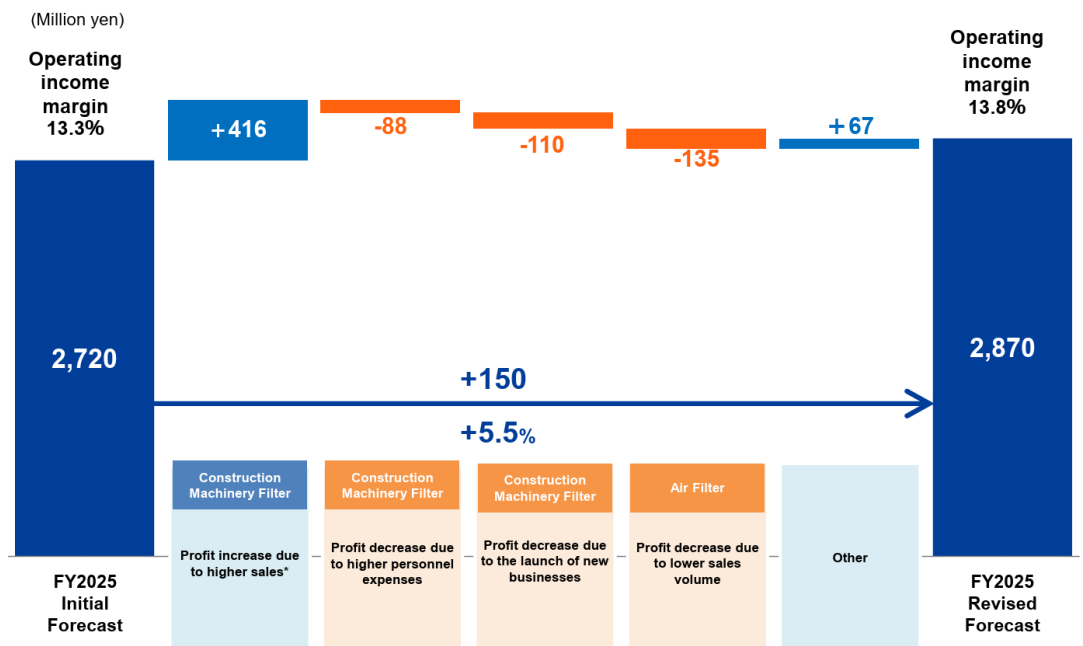 (Million yen)
Operating
income
margin
13.3%
Operating
income
margin
13.8%
+416
-88
-110
-135
+67
2,720
2,870
+150
+5.5%
Construction
Machinery Filter
Profit increase due
to higher sales*
Construction
Machinery Filter
Profit decrease due
to higher personnel
expenses
Construction
Machinery Filter
Profit decrease due
to the launch of new
businesses
Air Filter
Profit decrease due
to lower sales
volume
Other
FY2025
Initial
Forecast
FY2025
Revised
Forecast